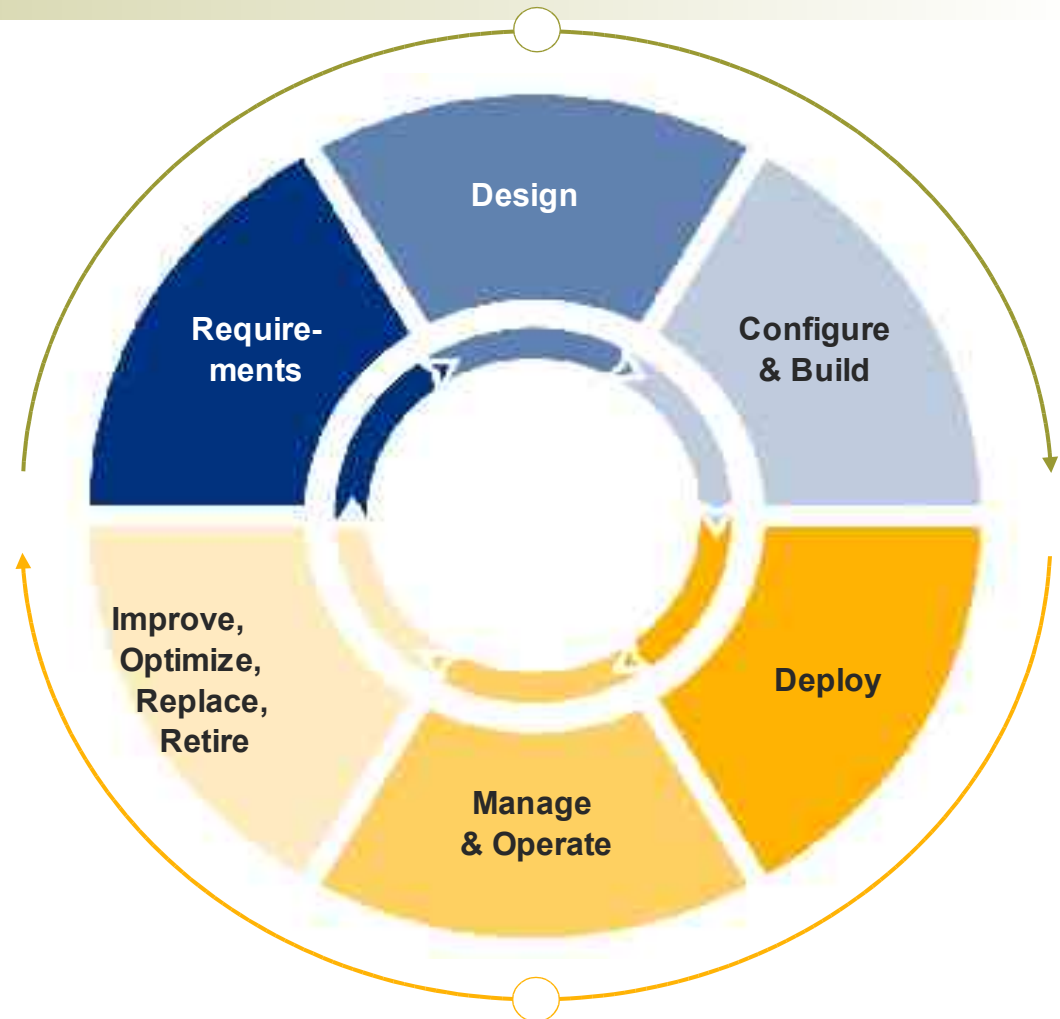 Design
Require-
ments
Configure
& Build
Improve,
Optimize,
Replace,
Retire
Deploy
Manage
& Operate